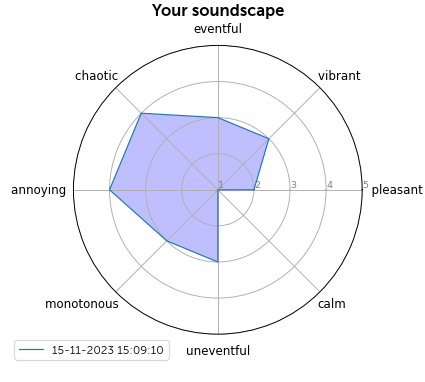 Your soundscape
eventful
chaotic
vibrant
annoying
1 2 3 4 5
pleasant
monotonous
calm
uneventful
15-11-2023 15:09:10